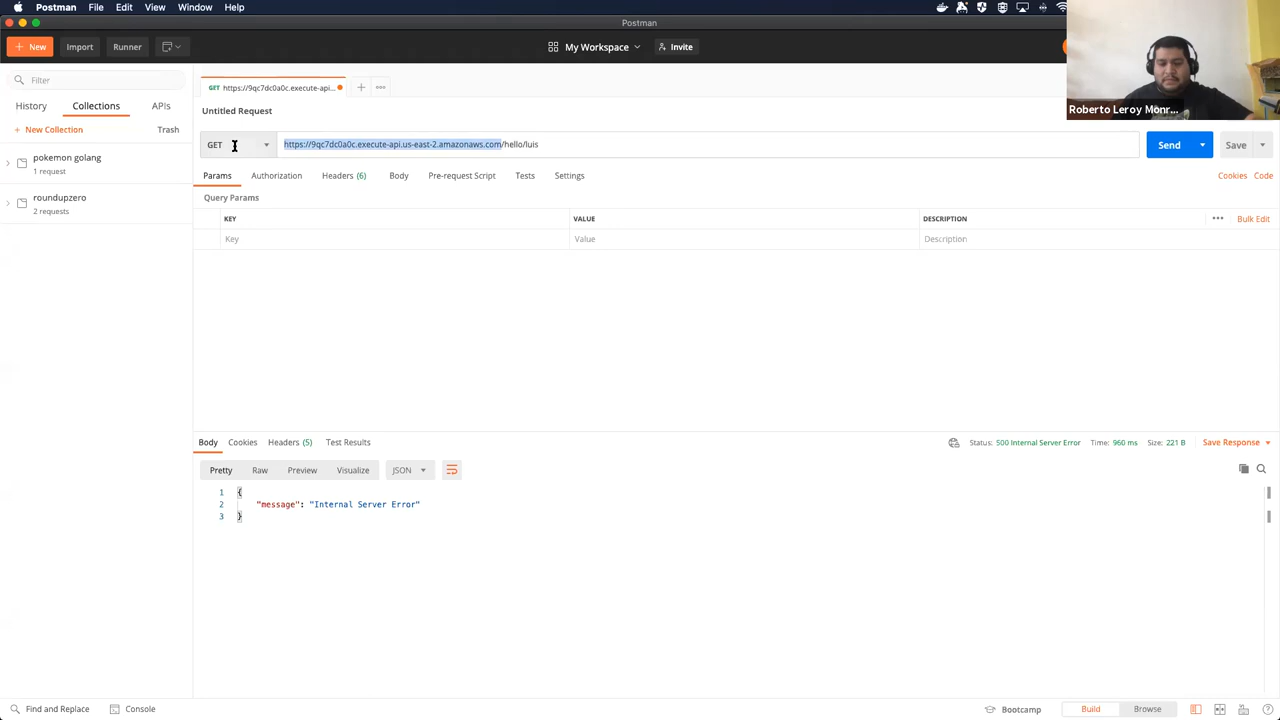 Postman File Edit View Window Help
Postman
New Import Runner My Workspace Invite
Roberto Leroy Monr...
Filter
History Collections APIs
New Collection Trash
pokemon golang
1 request
roundupzero
2 requests
GET https://9qc7dc0a0c.execute-api...
Untitled Request
GET https://9qc7dc0a0c.execute-api.us-east-2.amazonaws.com/hello/luis Send Save
Params Authorization Headers (6) Body Pre-request Script Tests Settings Cookies Code
Query Params
KEY VALUE DESCRIPTION Bulk Edit
Key Value Description
Body Cookies Headers (5) Test Results Status: 500 Internal Server Error Time: 960 ms Size: 221 B Save Response
Pretty Raw Preview Visualize JSON
1 {
2 "message": "Internal Server Error"
3 }
Find and Replace Console Bootcamp Build Browse